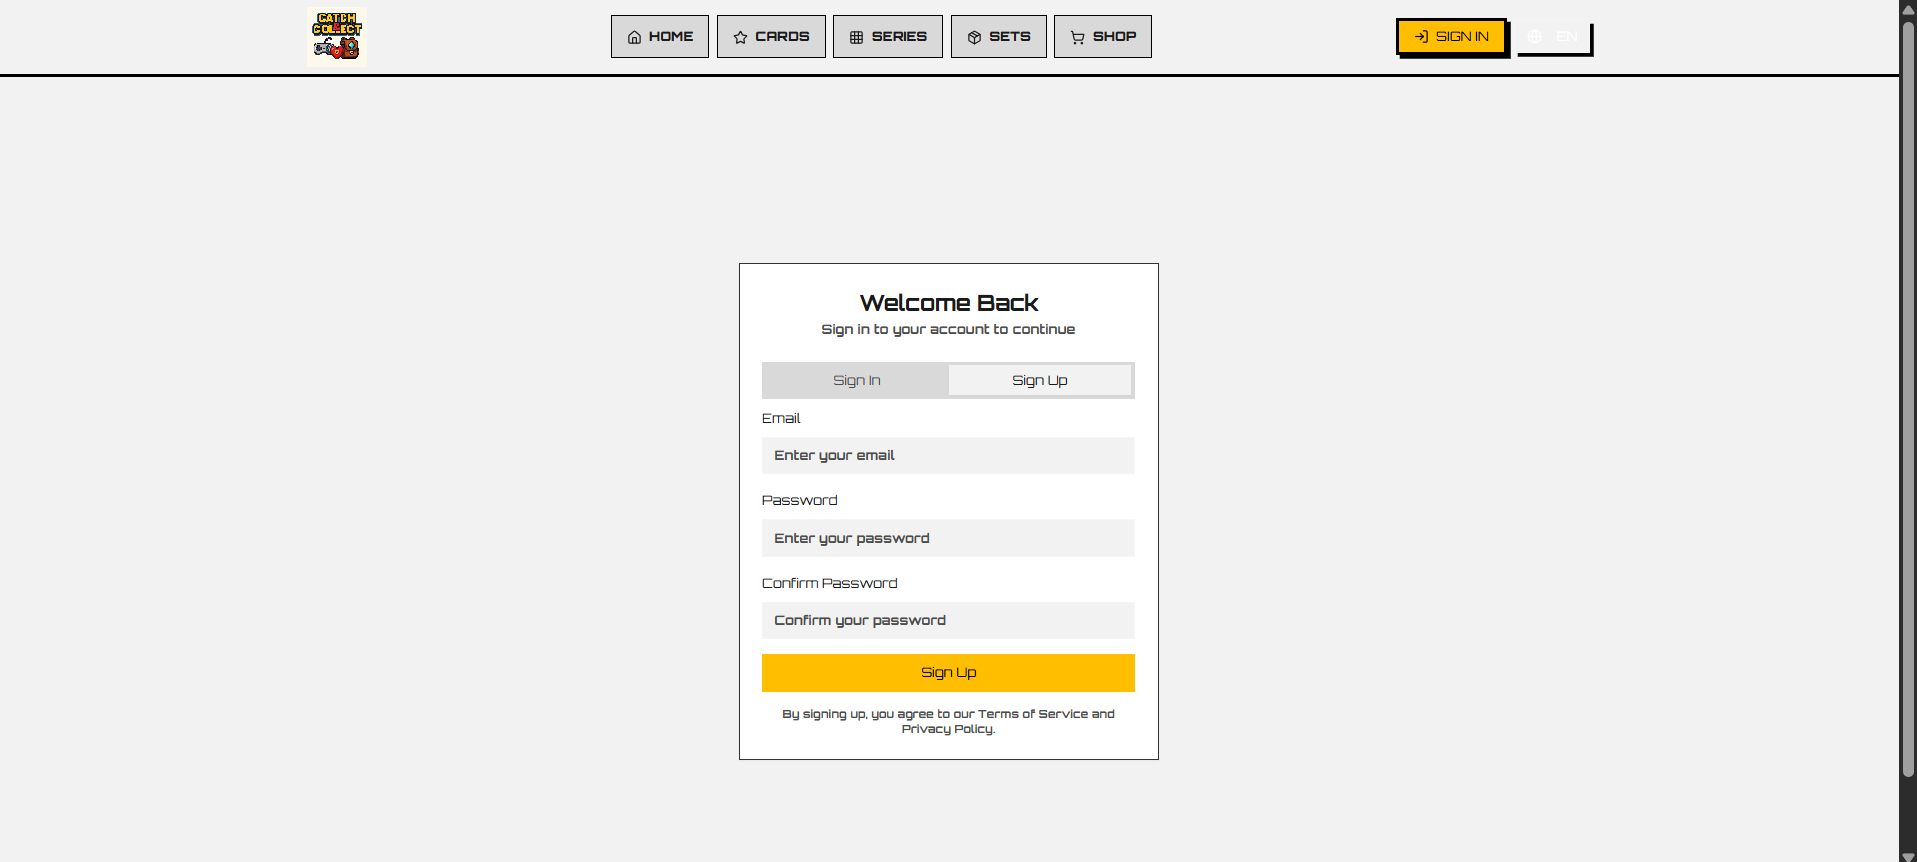 CATCH
COLLECT
HOME
CARDS
SERIES
SETS
SHOP
SIGN IN
EN
Welcome Back
Sign in to your account to continue
Sign In
Sign Up
Email
Enter your email
Password
Enter your password
Confirm Password
Confirm your password
Sign Up
By signing up, you agree to our Terms of Service and
Privacy Policy.